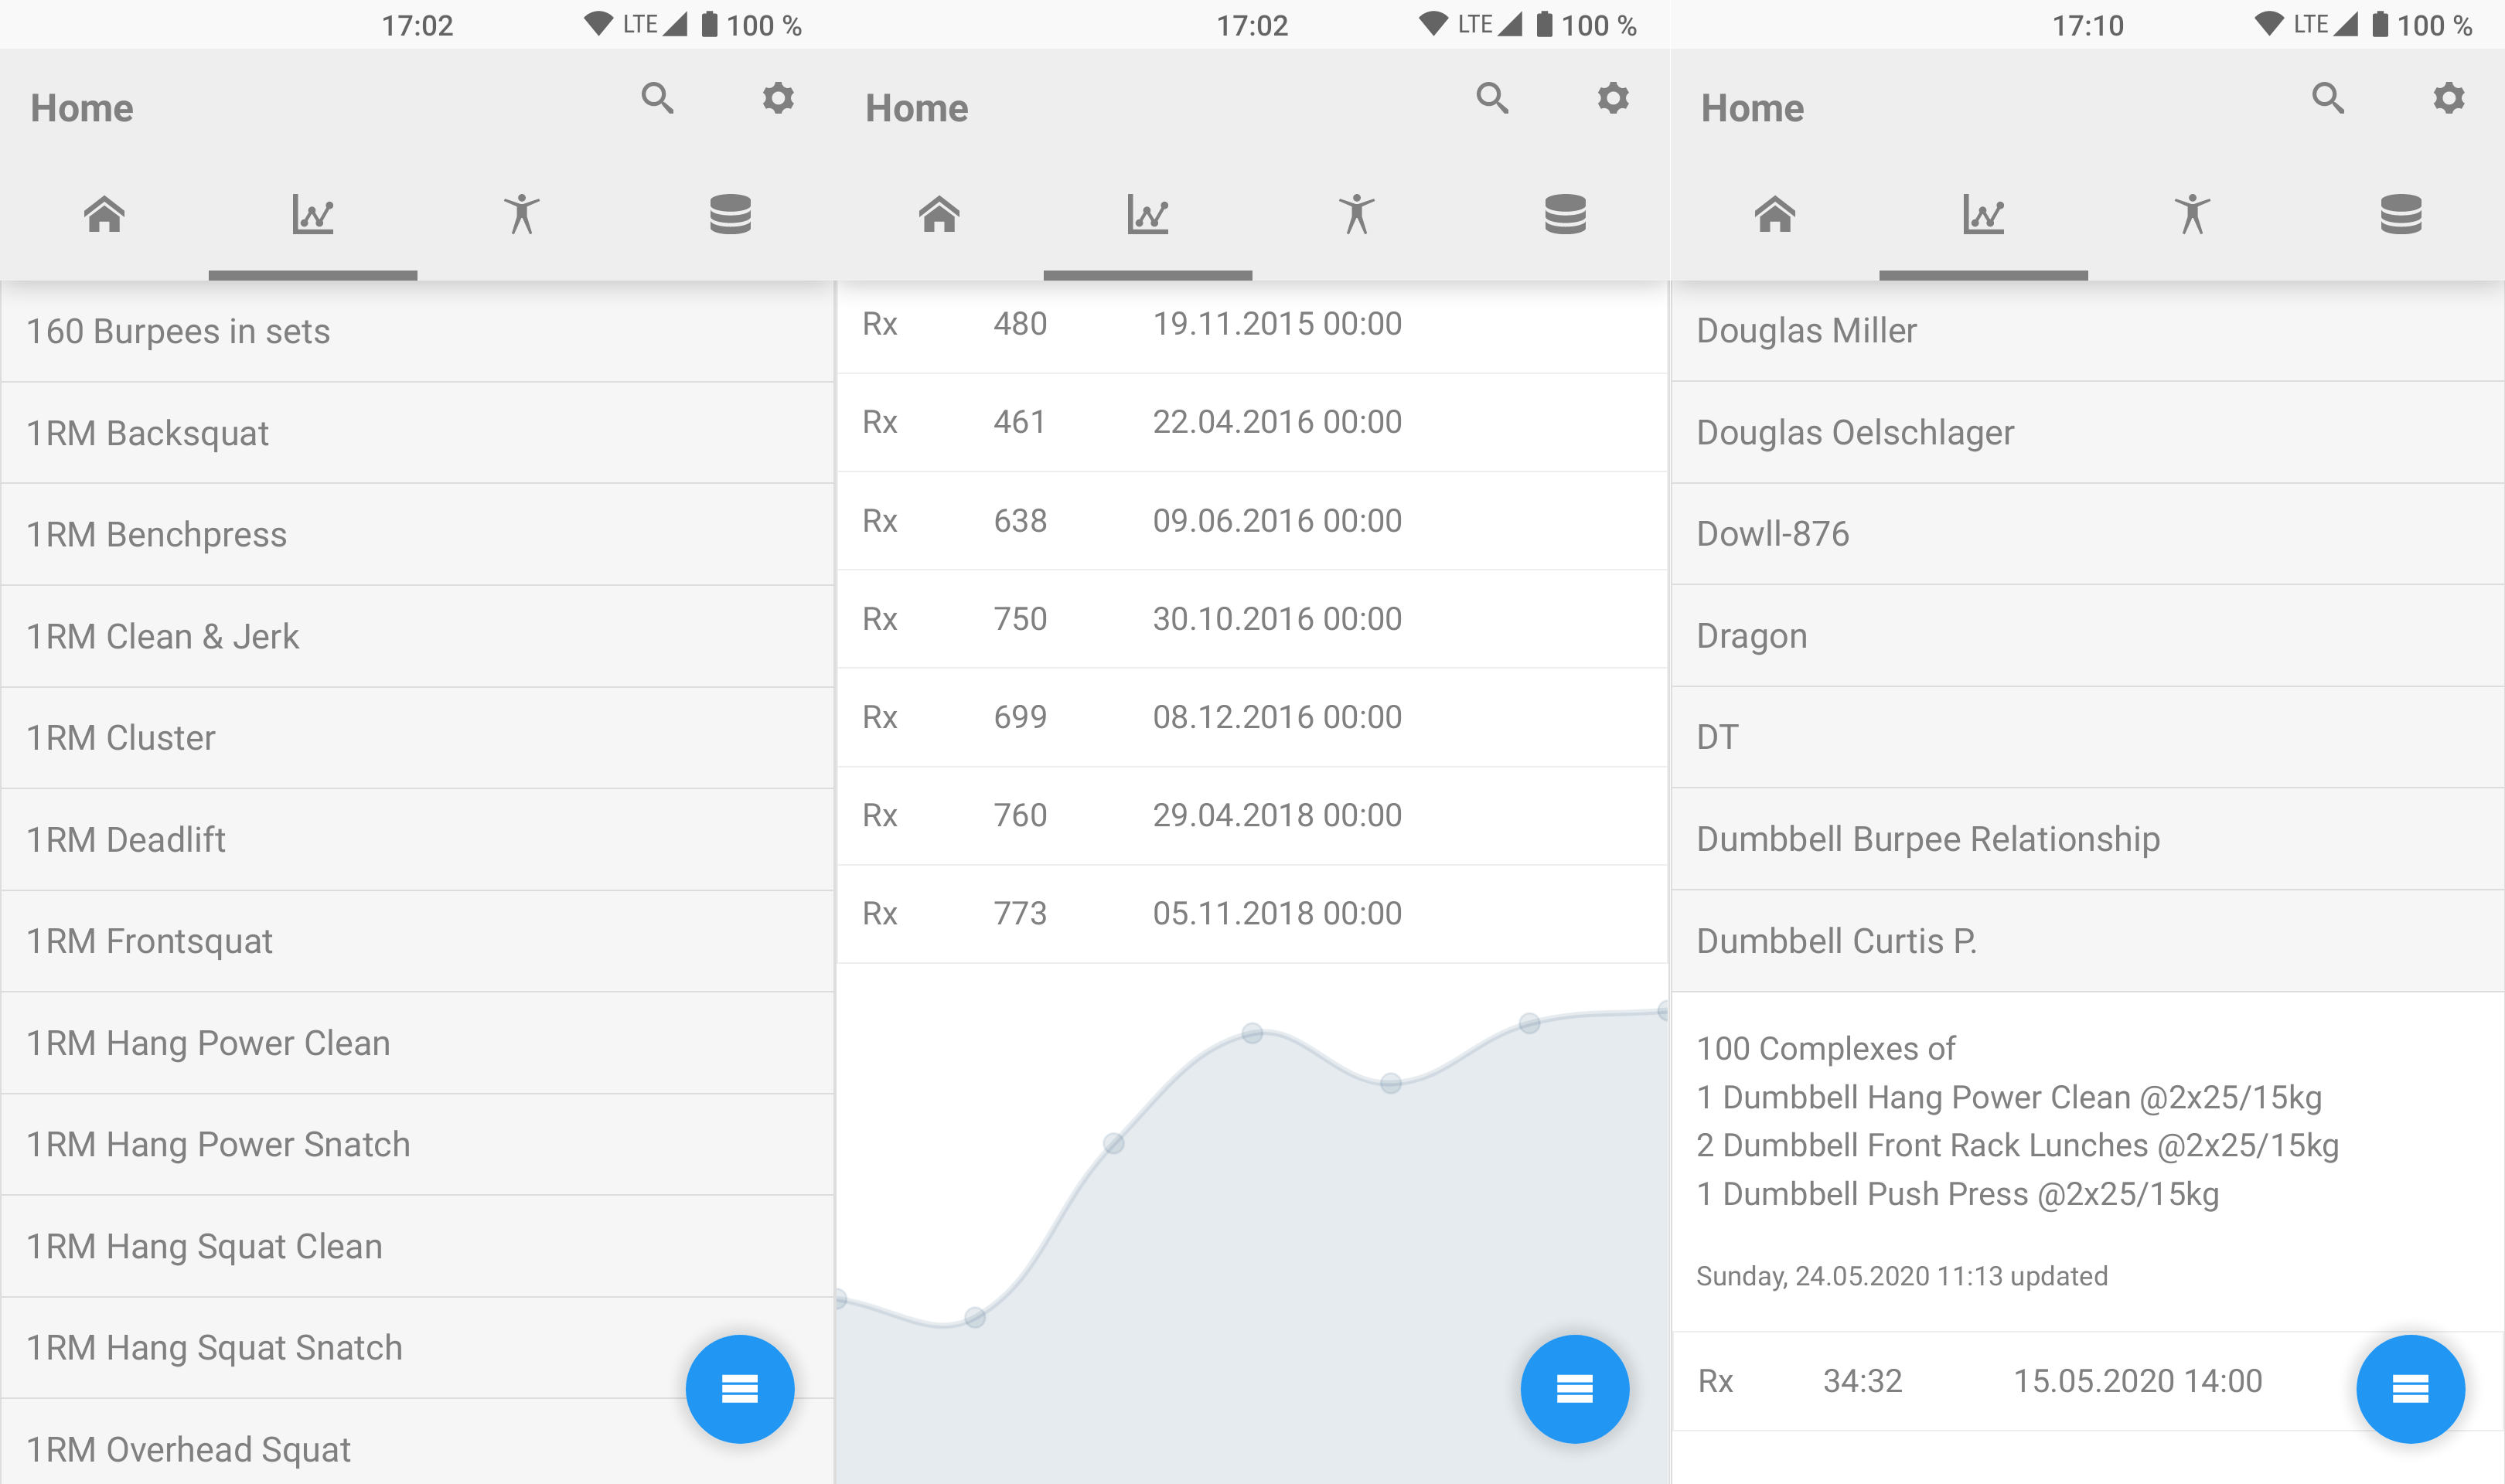 17:02 LTE 100 %
Home
160 Burpees in sets
1RM Backsquat
1RM Benchpress
1RM Clean & Jerk
1RM Cluster
1RM Deadlift
1RM Frontsquat
1RM Hang Power Clean
1RM Hang Power Snatch
1RM Hang Squat Clean
1RM Hang Squat Snatch
1RM Overhead Squat
17:02 LTE 100 %
Home
Rx 480 19.11.2015 00:00
Rx 461 22.04.2016 00:00
Rx 638 09.06.2016 00:00
Rx 750 30.10.2016 00:00
Rx 699 08.12.2016 00:00
Rx 760 29.04.2018 00:00
Rx 773 05.11.2018 00:00
17:10 LTE 100 %
Home
Douglas Miller
Douglas Oelschlager
Dowll-876
Dragon
DT
Dumbbell Burpee Relationship
Dumbbell Curtis P.
100 Complexes of
1 Dumbbell Hang Power Clean @2x25/15kg
2 Dumbbell Front Rack Lunches @2x25/15kg
1 Dumbbell Push Press @2x25/15kg
Sunday, 24.05.2020 11:13 updated
Rx 34:32 15.05.2020 14:00